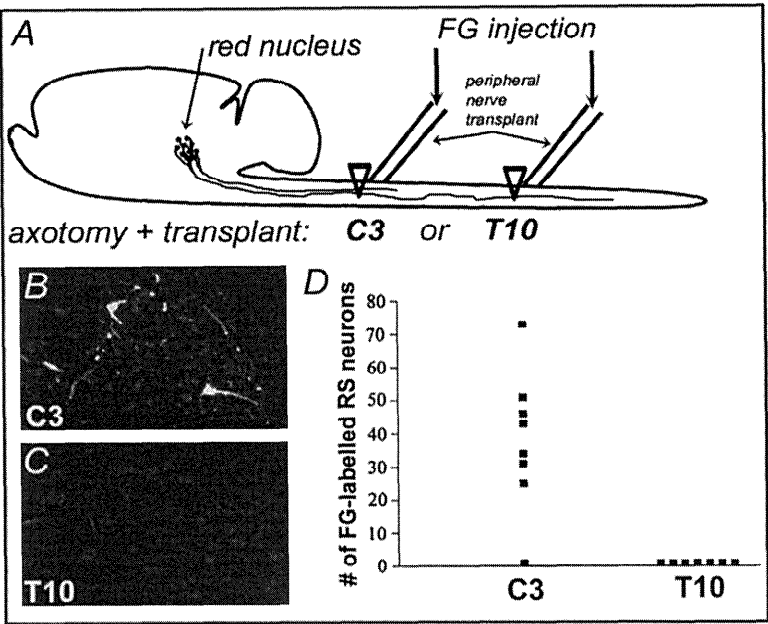 A
red nucleus
FG injection
peripheral
nerve
transplant
axotomy + transplant: C3 or T10
B
C3
C
T10
D
# of FG-labelled RS neurons
80
70
60
50
40
30
20
10
0
C3
T10